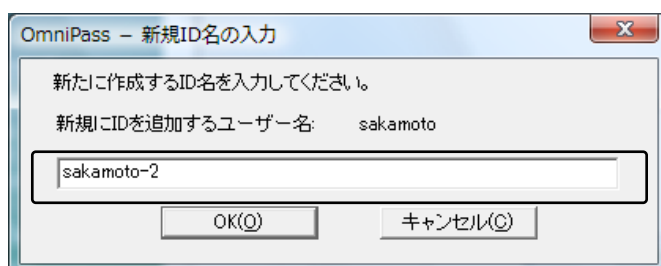 OmniPass – 新規ID名の入力
新たに作成するID名を入力してください。
新規にIDを追加するユーザー名: sakamoto
sakamoto-2
OK(O) キャンセル(C)